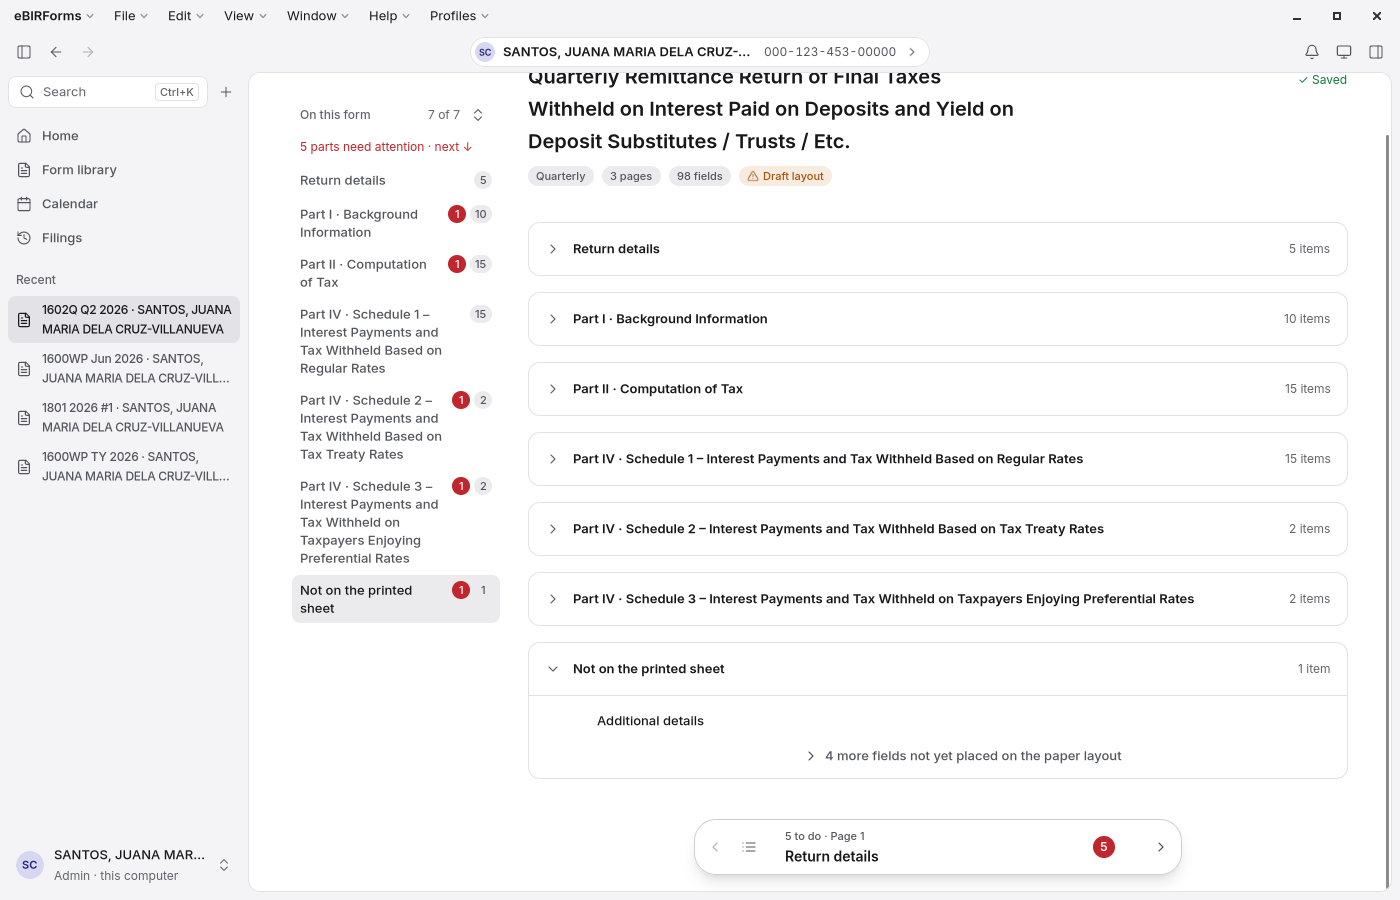 eBIRForms File Edit View Window Help Profiles
SC SANTOS, JUANA MARIA DELA CRUZ-... 000-123-453-00000
Search Ctrl+K
Home
Form library
Calendar
Filings
Recent
1602Q Q2 2026 · SANTOS, JUANA
MARIA DELA CRUZ-VILLANUEVA
1600WP Jun 2026 · SANTOS,
JUANA MARIA DELA CRUZ-VILL...
1801 2026 #1 · SANTOS, JUANA
MARIA DELA CRUZ-VILLANUEVA
1600WP TY 2026 · SANTOS,
JUANA MARIA DELA CRUZ-VILL...
SC SANTOS, JUANA MAR...
Admin · this computer
On this form 7 of 7
5 parts need attention · next ↓
Return details 5
Part I · Background 1 10
Information
Part II · Computation 1 15
of Tax
Part IV · Schedule 1 – 15
Interest Payments and
Tax Withheld Based on
Regular Rates
Part IV · Schedule 2 – 1 2
Interest Payments and
Tax Withheld Based on
Tax Treaty Rates
Part IV · Schedule 3 – 1 2
Interest Payments and
Tax Withheld on
Taxpayers Enjoying
Preferential Rates
Not on the printed 1 1
sheet
Quarterly Remittance Return of Final Taxes
Withheld on Interest Paid on Deposits and Yield on
Deposit Substitutes / Trusts / Etc.
✓ Saved
Quarterly 3 pages 98 fields Draft layout
Return details 5 items
Part I · Background Information 10 items
Part II · Computation of Tax 15 items
Part IV · Schedule 1 – Interest Payments and Tax Withheld Based on Regular Rates 15 items
Part IV · Schedule 2 – Interest Payments and Tax Withheld Based on Tax Treaty Rates 2 items
Part IV · Schedule 3 – Interest Payments and Tax Withheld on Taxpayers Enjoying Preferential Rates 2 items
Not on the printed sheet 1 item
Additional details
4 more fields not yet placed on the paper layout
5 to do · Page 1
Return details 5